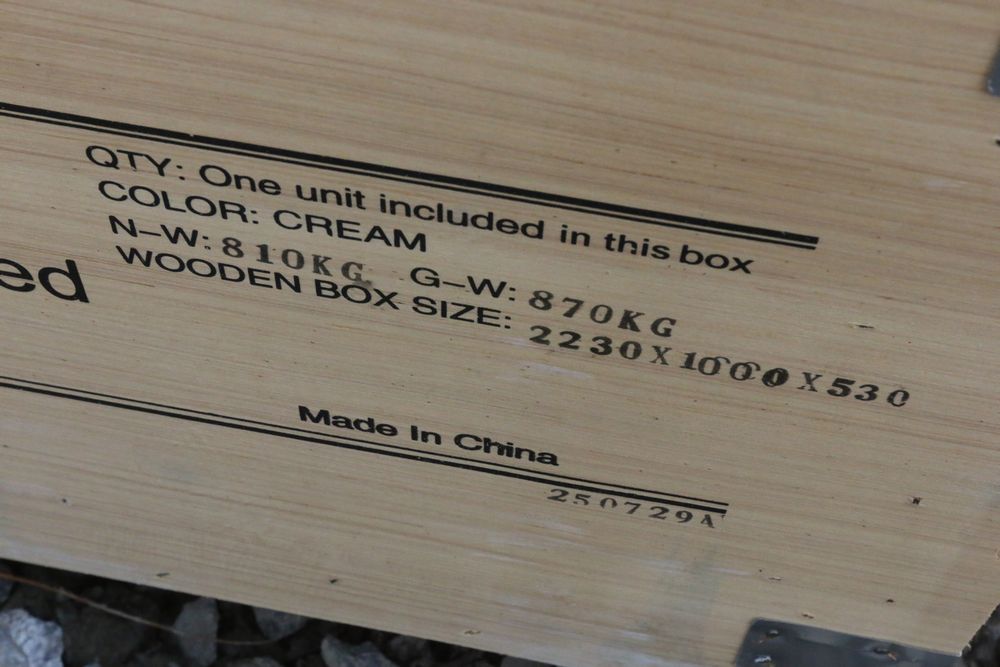 QTY: One unit included in this box
COLOR: CREAM
N–W: 810KG G–W: 870KG
WOODEN BOX SIZE: 2230X1000X530
Made In China
250729A